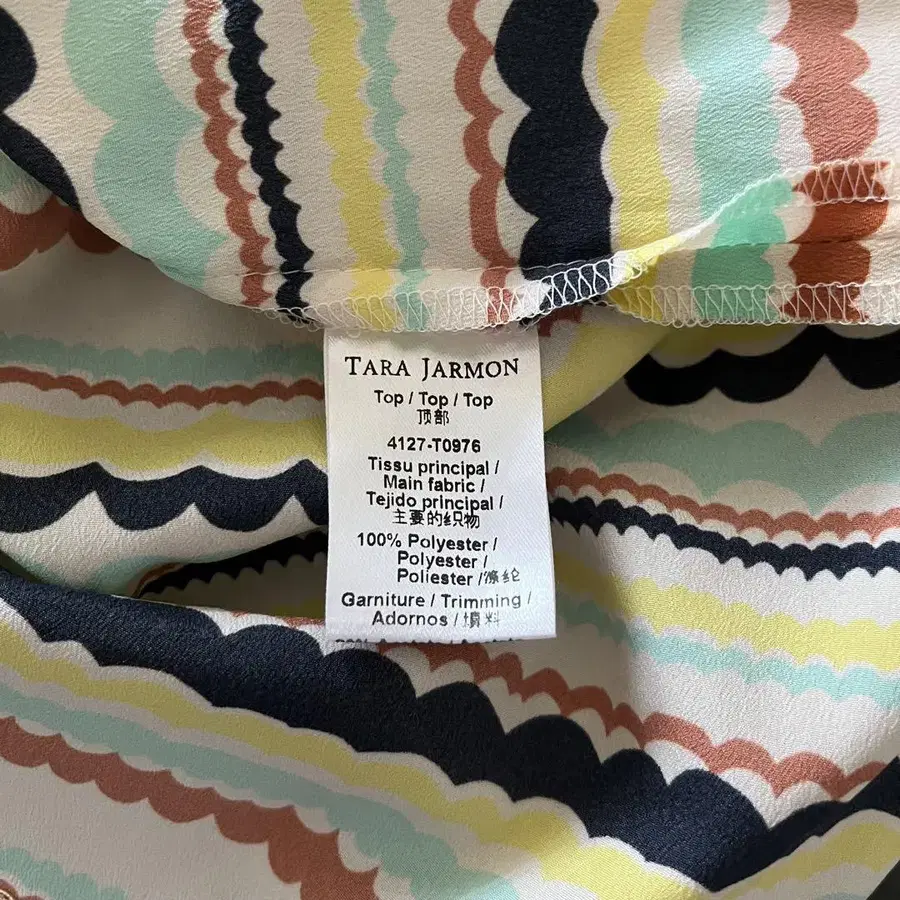 TARA JARMON
Top / Top / Top
顶部
4127-T0976
Tissu principal /
Main fabric /
Tejido principal /
主要的织物
100% Polyester /
Polyester /
Poliester /涤纶
Garniture / Trimming /
Adornos / 填料